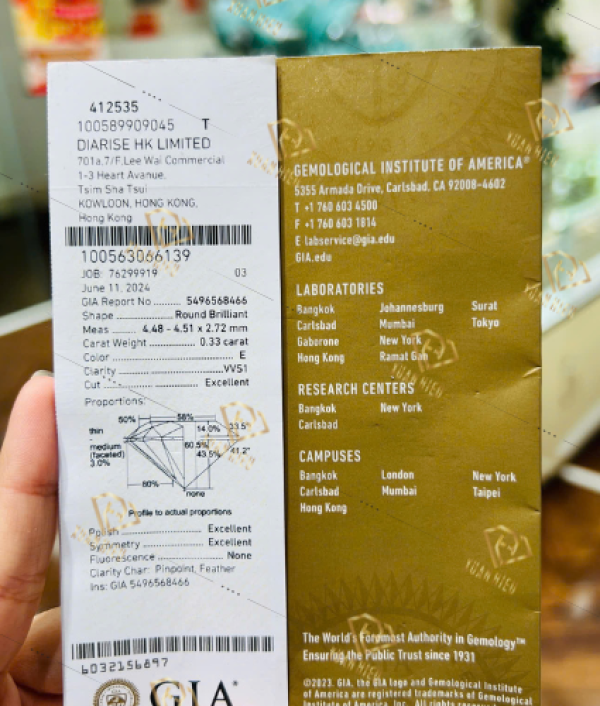 412535
100589909045 T
DIARISE HK LIMITED
701a,7/F,Lee Wai Commercial
1-3 Heart Avenue,
Tsim Sha Tsui
KOWLOON, HONG KONG,
Hong Kong
100563066139
JOB: 76299919 03
June 11, 2024
GIA Report No ...... 5496568466
Shape ............ Round Brilliant
Meas ...... 4.48 - 4.51 x 2.72 mm
Carat Weight ............ 0.33 carat
Color ............ E
Clarity ............ VVS1
Cut ............ Excellent
Proportions:
60% 58%
thin 14.0% 33.5°
medium 60.5%
(faceted) 43.5% 41.2°
3.0%
80%
none
Profile to actual proportions
Polish ............ Excellent
Symmetry ............ Excellent
Fluorescence ............ None
Clarity Char: Pinpoint, Feather
Ins: GIA 5496568466
6032156897
GIA®
GEMOLOGICAL INSTITUTE OF AMERICA®
5355 Armada Drive, Carlsbad, CA 92008-4602
T +1 760 603 4500
F +1 760 603 1814
E labservice@gia.edu
GIA.edu
LABORATORIES
Bangkok Johannesburg Surat
Carlsbad Mumbai Tokyo
Gaborone New York
Hong Kong Ramat Gan
RESEARCH CENTERS
Bangkok New York
Carlsbad
CAMPUSES
Bangkok London New York
Carlsbad Mumbai Taipei
Hong Kong
The World's Foremost Authority in Gemology™
Ensuring the Public Trust since 1931
©2023. GIA, the GIA logo and Gemological Institute
of America are registered trademarks of Gemological
Institute of America, Inc. All rights reserved
XUAN HIEU